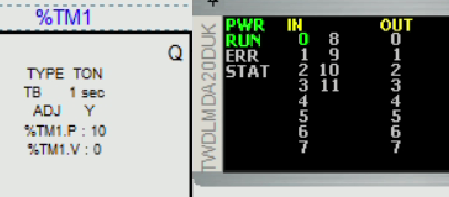 %TM1
Q
TYPE TON
TB 1 sec
ADJ Y
%TM1.P : 10
%TM1.V : 0
TWDLMDA20DUK
PWR IN OUT
RUN 0 8 0
ERR 1 9 1
STAT 2 10 2
3 11 3
4 4
5 5
6 6
7 7